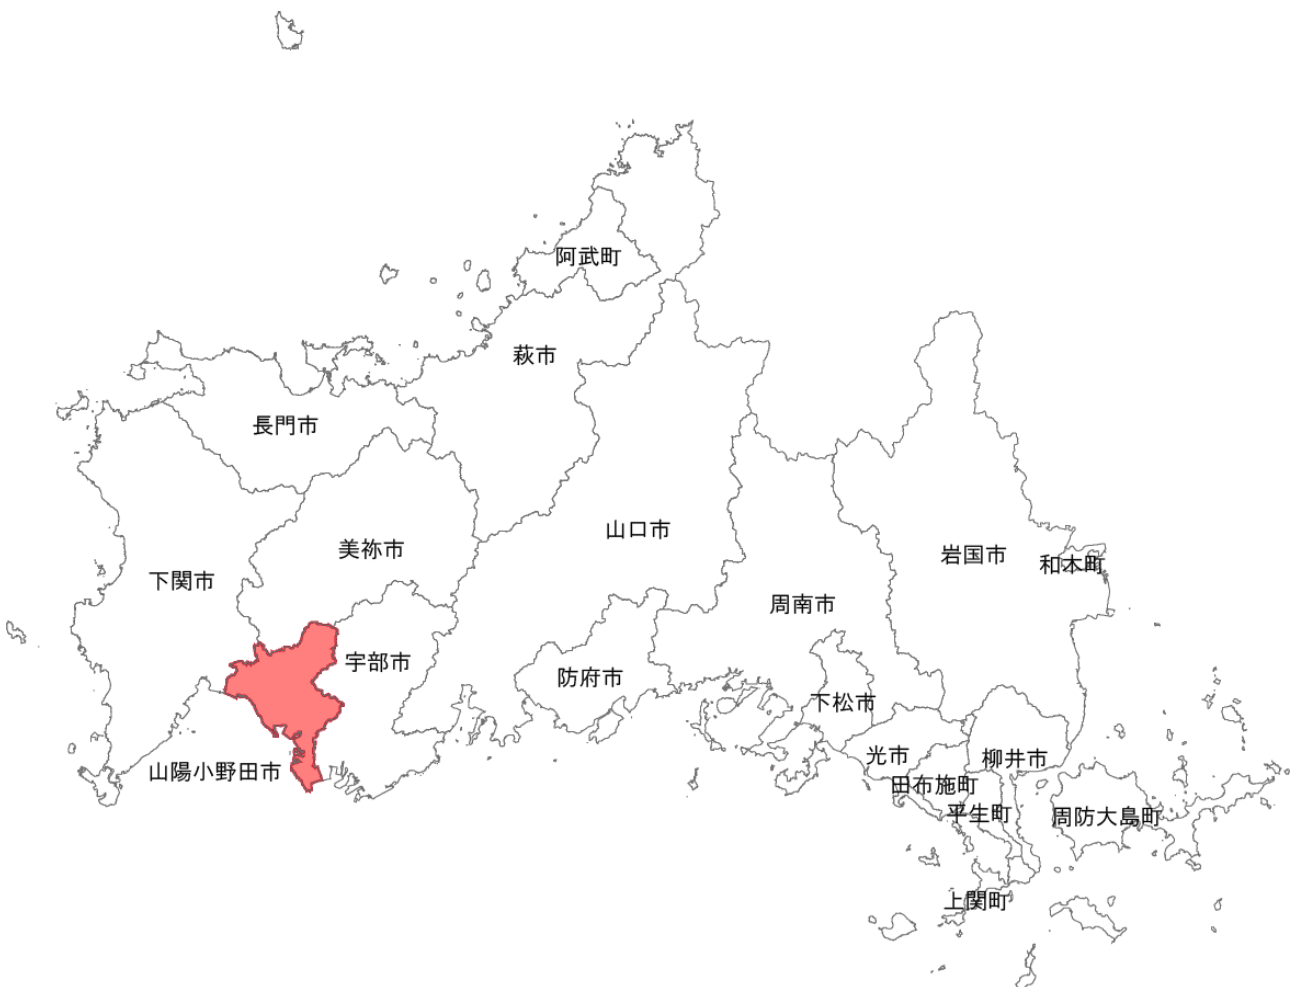 阿武町
萩市
長門市
山口市
美祢市
岩国市
和木町
下関市
周南市
宇部市
防府市
下松市
光市
柳井市
山陽小野田市
田布施町
平生町
周防大島町
上関町